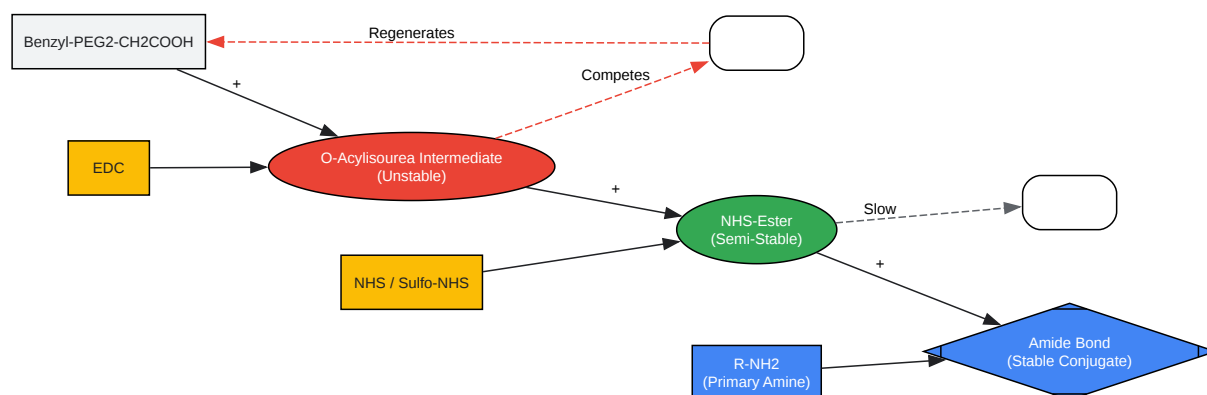 Benzyl-PEG2-CH2COOH
Regenerates
Competes
+
EDC
O-Acylisourea Intermediate
(Unstable)
+
NHS-Ester
(Semi-Stable)
Slow
NHS / Sulfo-NHS
+
R-NH2
(Primary Amine)
Amide Bond
(Stable Conjugate)